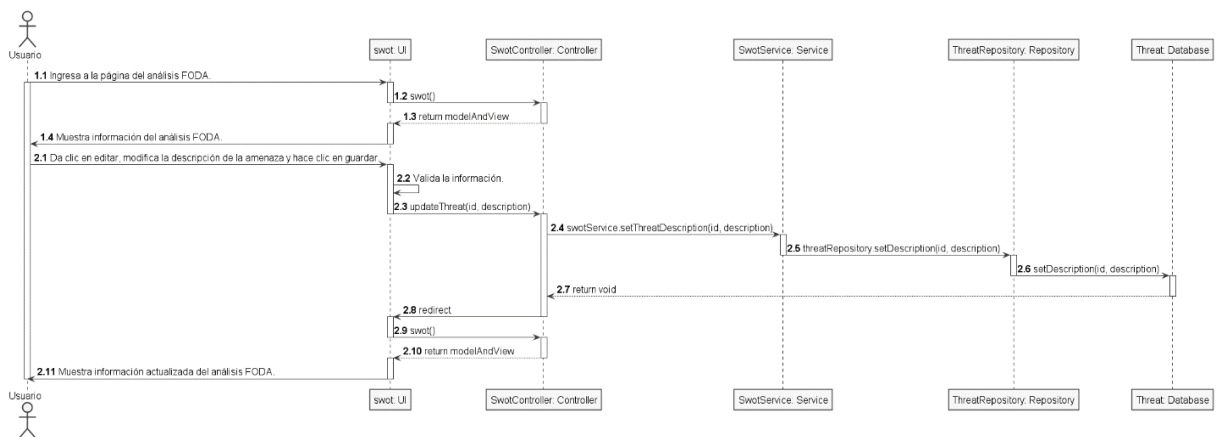 Usuario
swot: UI
SwotController: Controller
SwotService: Service
ThreatRepository: Repository
Threat: Database
1.1 Ingresa a la página del análisis FODA.
1.2 swot()
1.3 return modelAndView
1.4 Muestra información del análisis FODA.
2.1 Da clic en editar, modifica la descripción de la amenaza y hace clic en guardar.
2.2 Valida la información.
2.3 updateThreat(id, description)
2.4 swotService.setThreatDescription(id, description)
2.5 threatRepository.setDescription(id, description)
2.6 setDescription(id, description)
2.7 return void
2.8 redirect
2.9 swot()
2.10 return modelAndView
2.11 Muestra información actualizada del análisis FODA.
Usuario
swot: UI
SwotController: Controller
SwotService: Service
ThreatRepository: Repository
Threat: Database